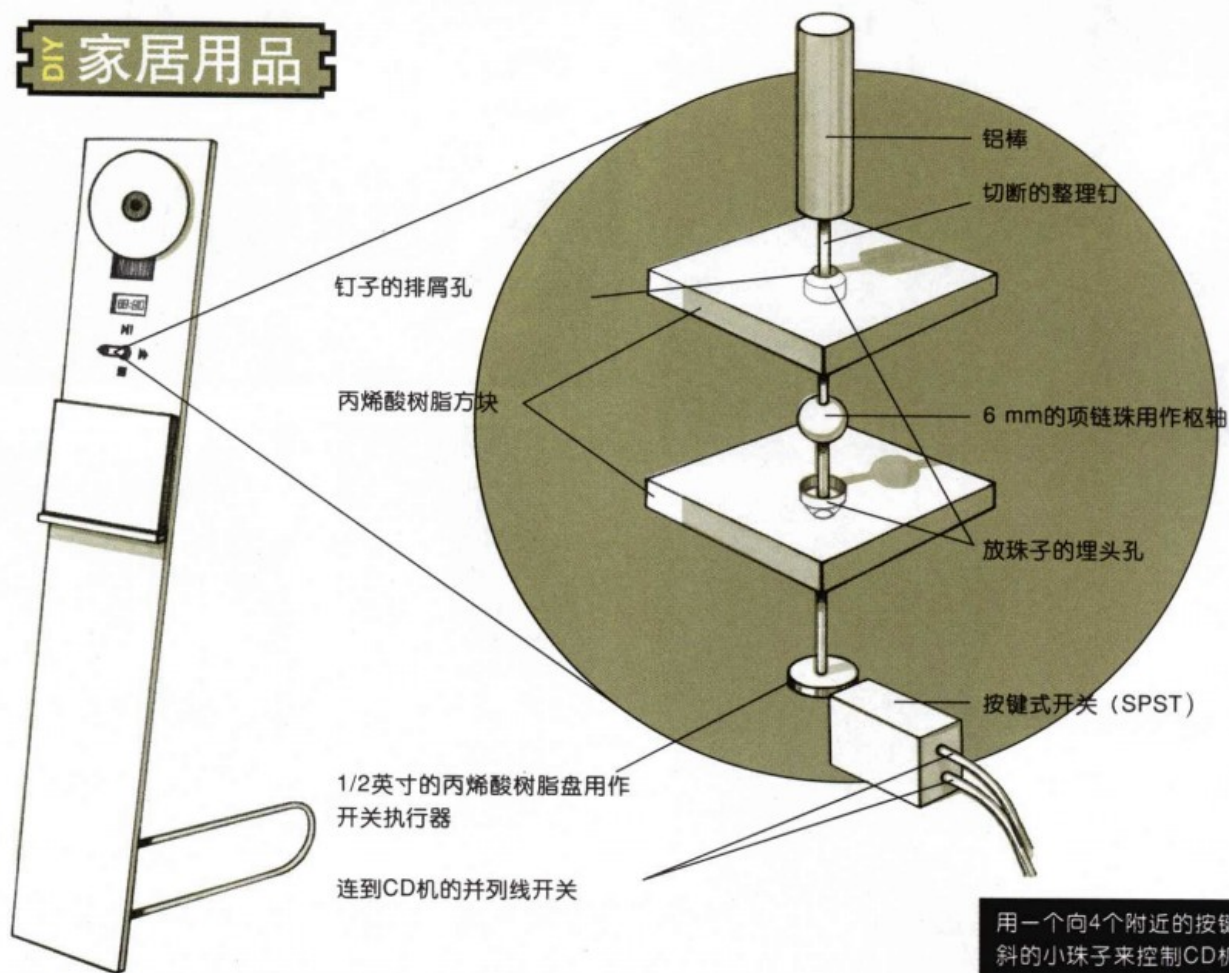 DIY 家居用品
铝棒
切断的整理钉
钉子的排屑孔
丙烯酸树脂方块
6 mm的项链珠用作枢轴
放珠子的埋头孔
按键式开关（SPST）
1/2英寸的丙烯酸树脂盘用作
开关执行器
连到CD机的并列线开关
用一个向4个附近的按键
斜的小珠子来控制CD